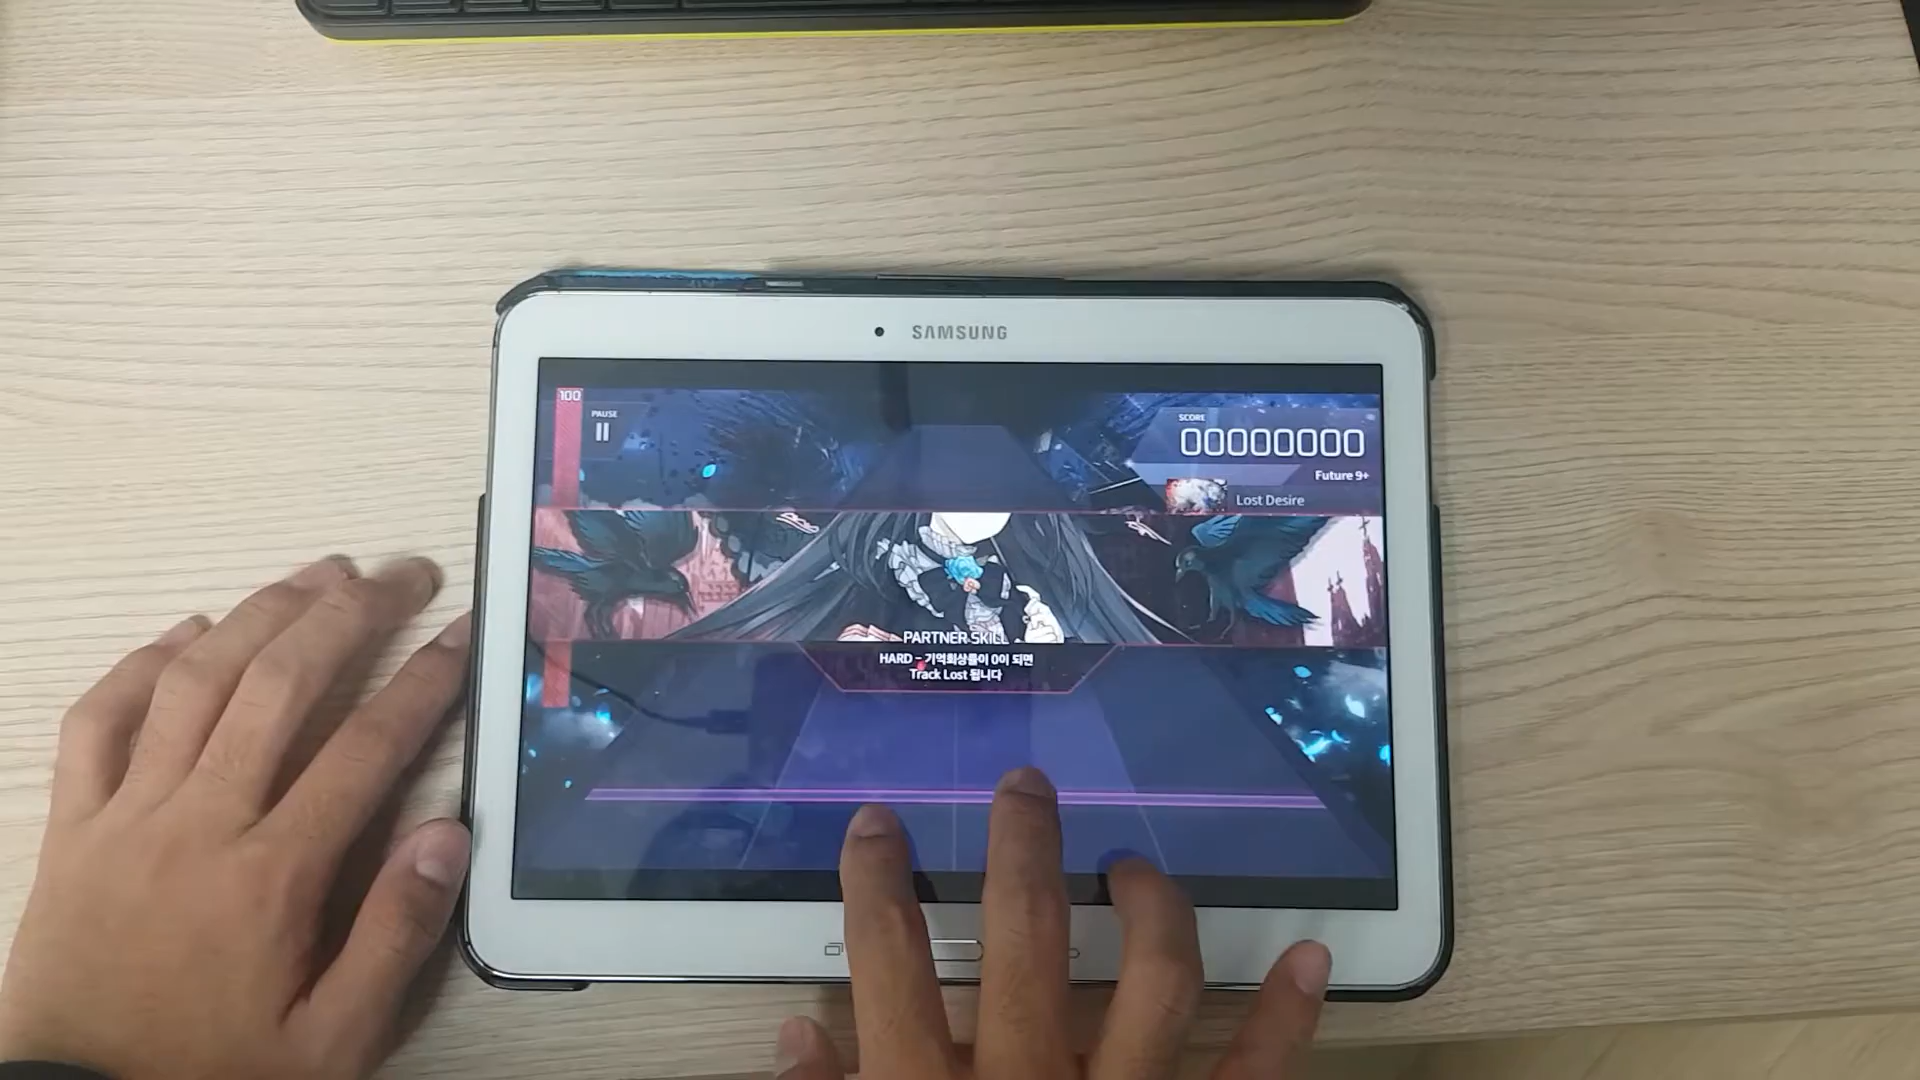 SAMSUNG
100
PAUSE
SCORE
00000000
Future 9+
Lost Desire
PARTNER SKILL
HARD - 기억회상률이 0이 되면
Track Lost 됩니다